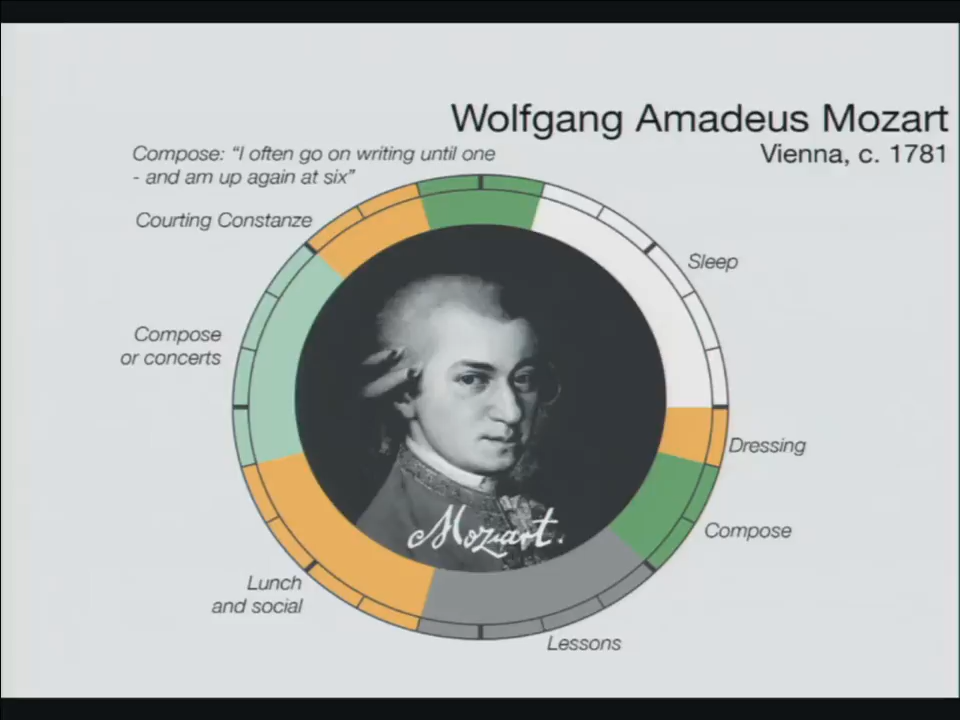 Wolfgang Amadeus Mozart
Vienna, c. 1781
Compose: “I often go on writing until one
- and am up again at six”
Courting Constanze
Sleep
Compose
or concerts
Dressing
Compose
Mozart.
Lunch
and social
Lessons